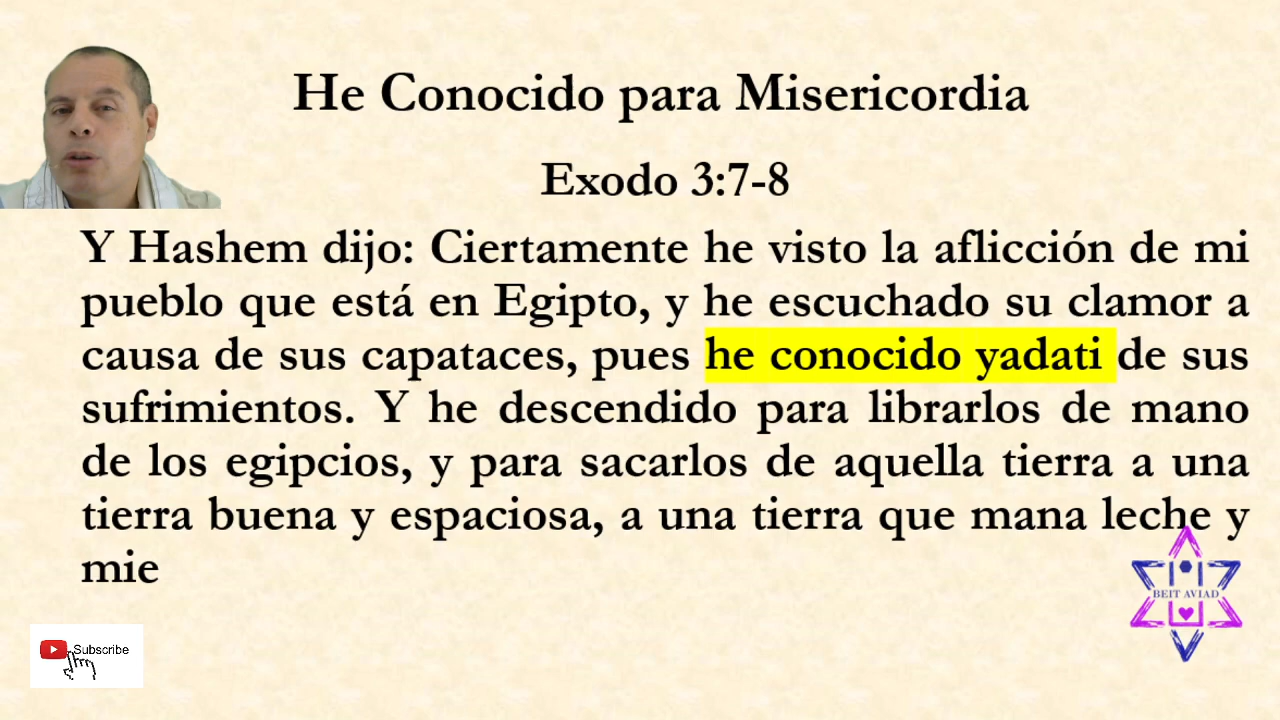 He Conocido para Misericordia
Exodo 3:7-8
Y Hashem dijo: Ciertamente he visto la aflicción de mi
pueblo que está en Egipto, y he escuchado su clamor a
causa de sus capataces, pues he conocido yadati de sus
sufrimientos. Y he descendido para librarlos de mano
de los egipcios, y para sacarlos de aquella tierra a una
tierra buena y espaciosa, a una tierra que mana leche y
mie
BEIT AVIAD
Subscribe